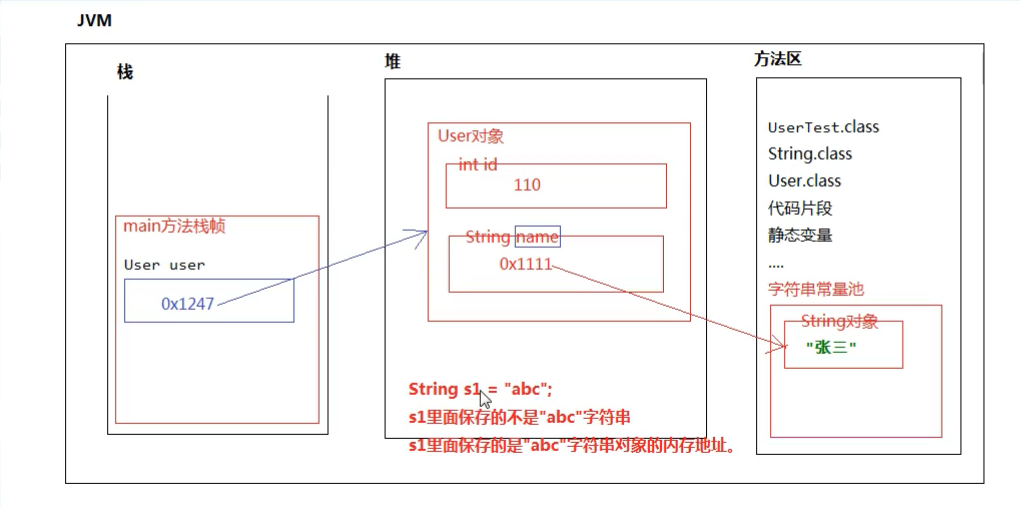 JVM
栈
main方法栈帧
User user
0x1247
堆
User对象
int id
110
String name
0x1111
String s1 = "abc";
s1里面保存的不是"abc"字符串
s1里面保存的是"abc"字符串对象的内存地址。
方法区
UserTest.class
String.class
User.class
代码片段
静态变量
....
字符串常量池
String对象
"张三"